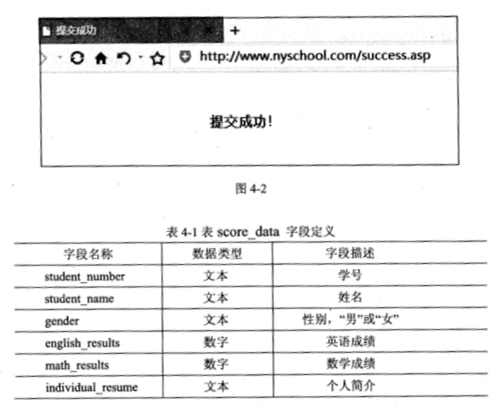 提交成功
+
http://www.nyschool.com/success.asp
提交成功!
图 4-2
表 4-1 表 score_data 字段定义
字段名称 数据类型 字段描述
student_number 文本 学号
student_name 文本 姓名
gender 文本 性别,“男”或“女”
english_results 数字 英语成绩
math_results 数字 数学成绩
individual_resume 文本 个人简介